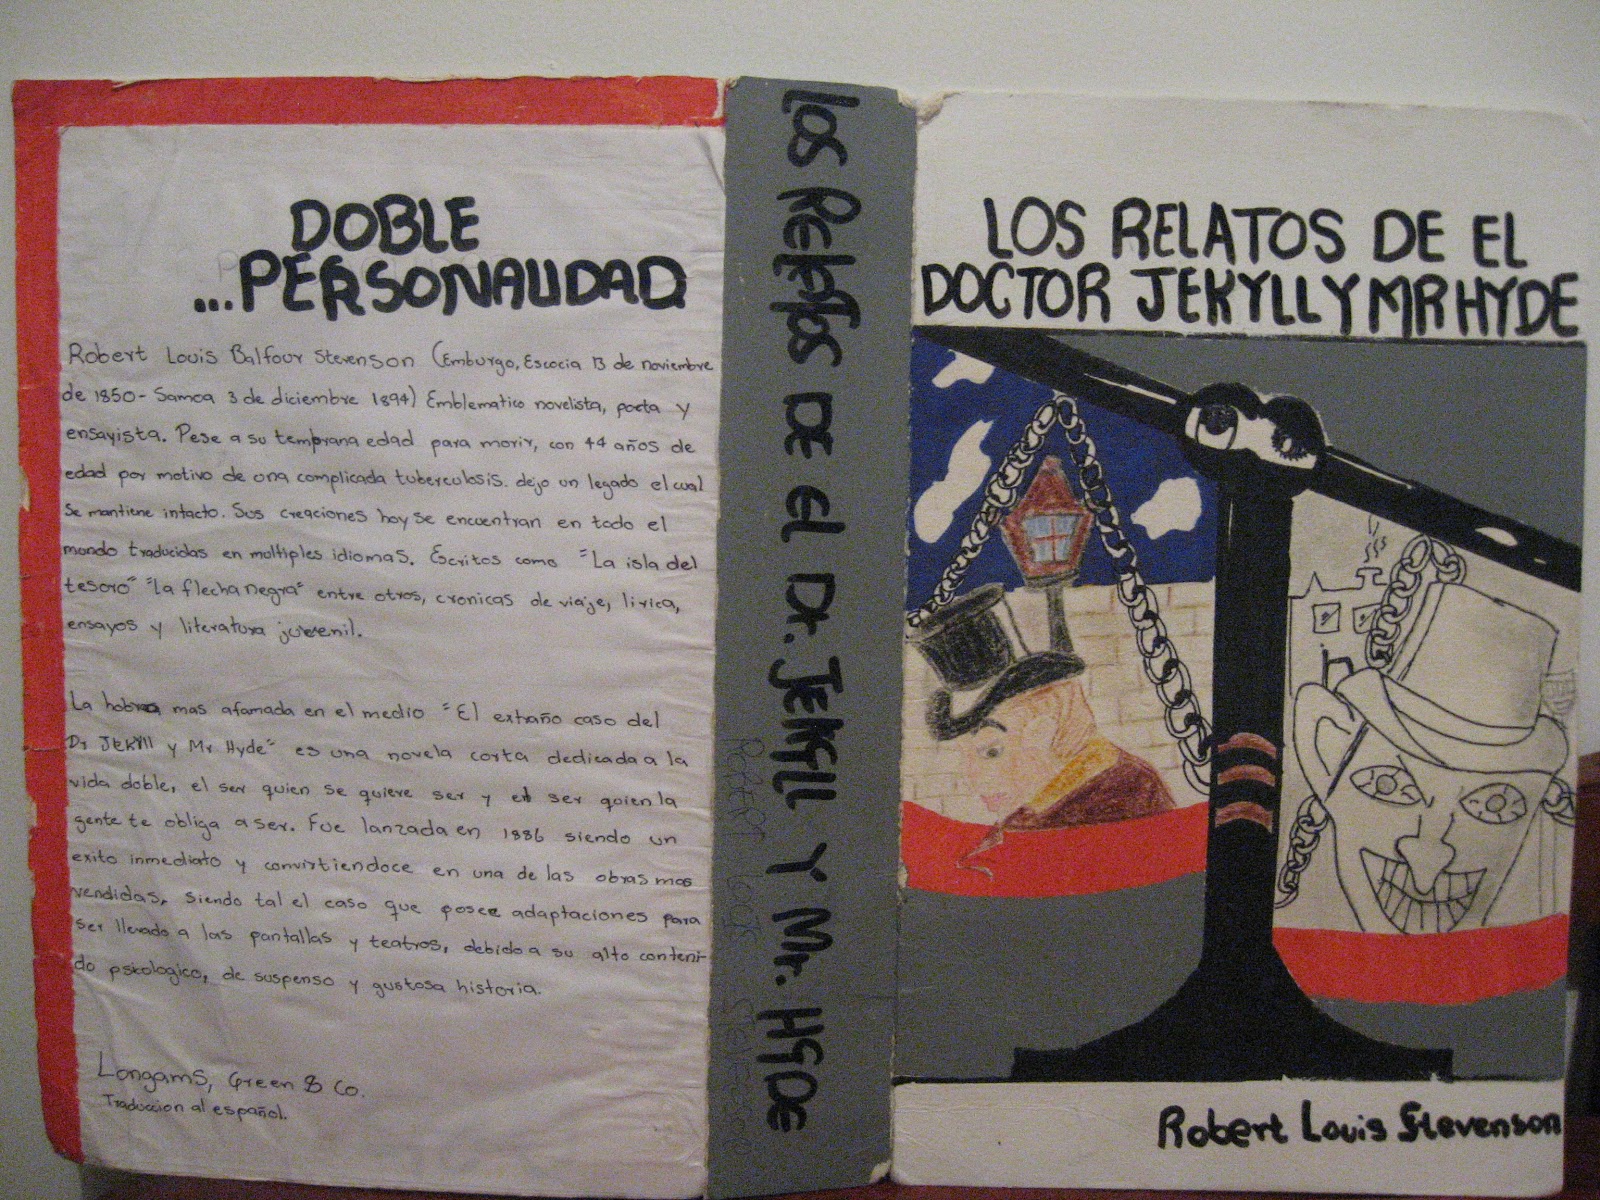 DOBLE
...PERSONALIDAD
Robert Louis Balfour Stevenson (Emburgo, Escocia 13 de noviembre
de 1850- Samoa 3 de diciembre 1894) Emblematico novelista, poeta y
ensayista. Pese a su temprana edad para morir, con 44 años de
edad por motivo de una complicada tuberculosis. dejo un legado el cual
Se mantiene intacto. Sus creaciones hoy se encuentran en todo el
mundo traducidas en multiples idiomas. Escritos como "La isla del
tesoro" "la flecha negra" entre otros, cronicas de viaje, lirica,
ensayos y literatura juvenil.
La hobra mas afamada en el medio "El extraño caso del
Dr Jekyll y Mr Hyde" es una novela corta dedicada a la
vida doble, el ser quien se quiere ser y el ser quien la
gente te obliga a ser. Fue lanzada en 1886 siendo un
exito inmediato y convirtiendoce en una de las obras mas
vendidas, siendo tal el caso que posee adaptaciones para
ser llevado a las pantallas y teatros, debido a su alto conteni-
do psicologico, de suspenso y gustosa historia.
Longams, Green & Co.
Traduccion al español.
Los Relatos DE EL Dr. JEKYLL Y Mr. HYDE
LOS RELATOS DE EL
DOCTOR JEKYLL Y MR HYDE
Robert Louis Stevenson